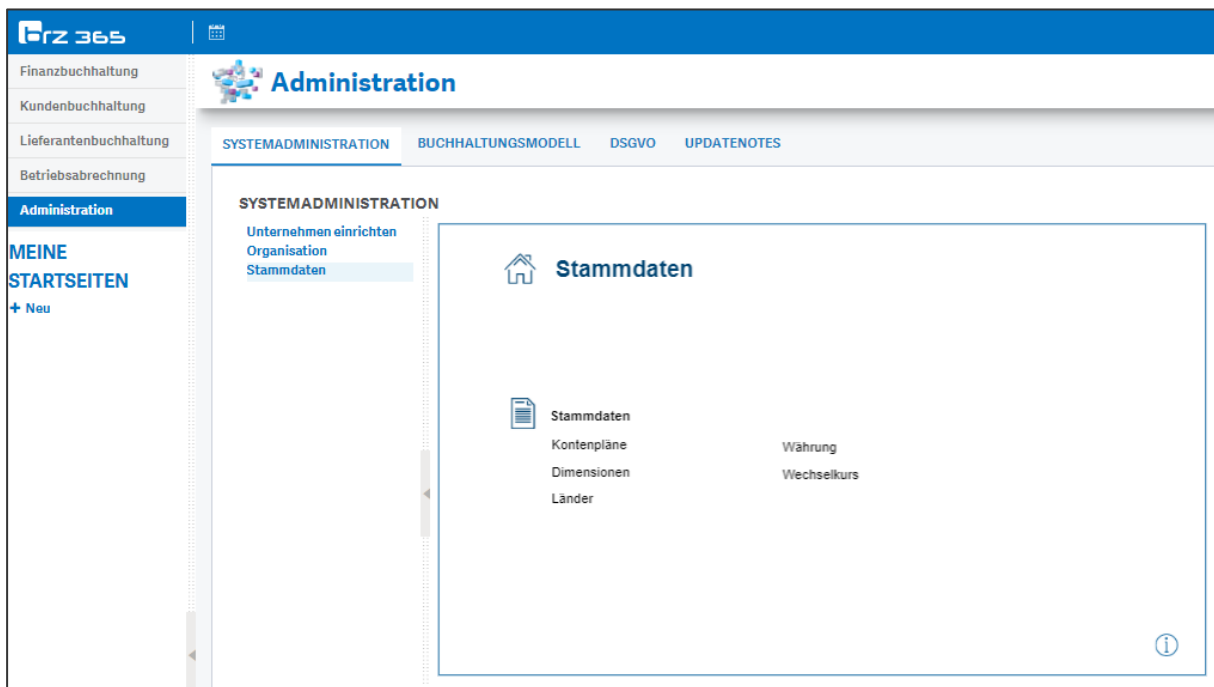 brz 365
Finanzbuchhaltung
Kundenbuchhaltung
Lieferantenbuchhaltung
Betriebsabrechnung
Administration
MEINE
STARTSEITEN
+ Neu
Administration
SYSTEMADMINISTRATION BUCHHALTUNGSMODELL DSGVO UPDATENOTES
SYSTEMADMINISTRATION
Unternehmen einrichten
Organisation
Stammdaten
Stammdaten
Stammdaten
Kontenpläne Währung
Dimensionen Wechselkurs
Länder